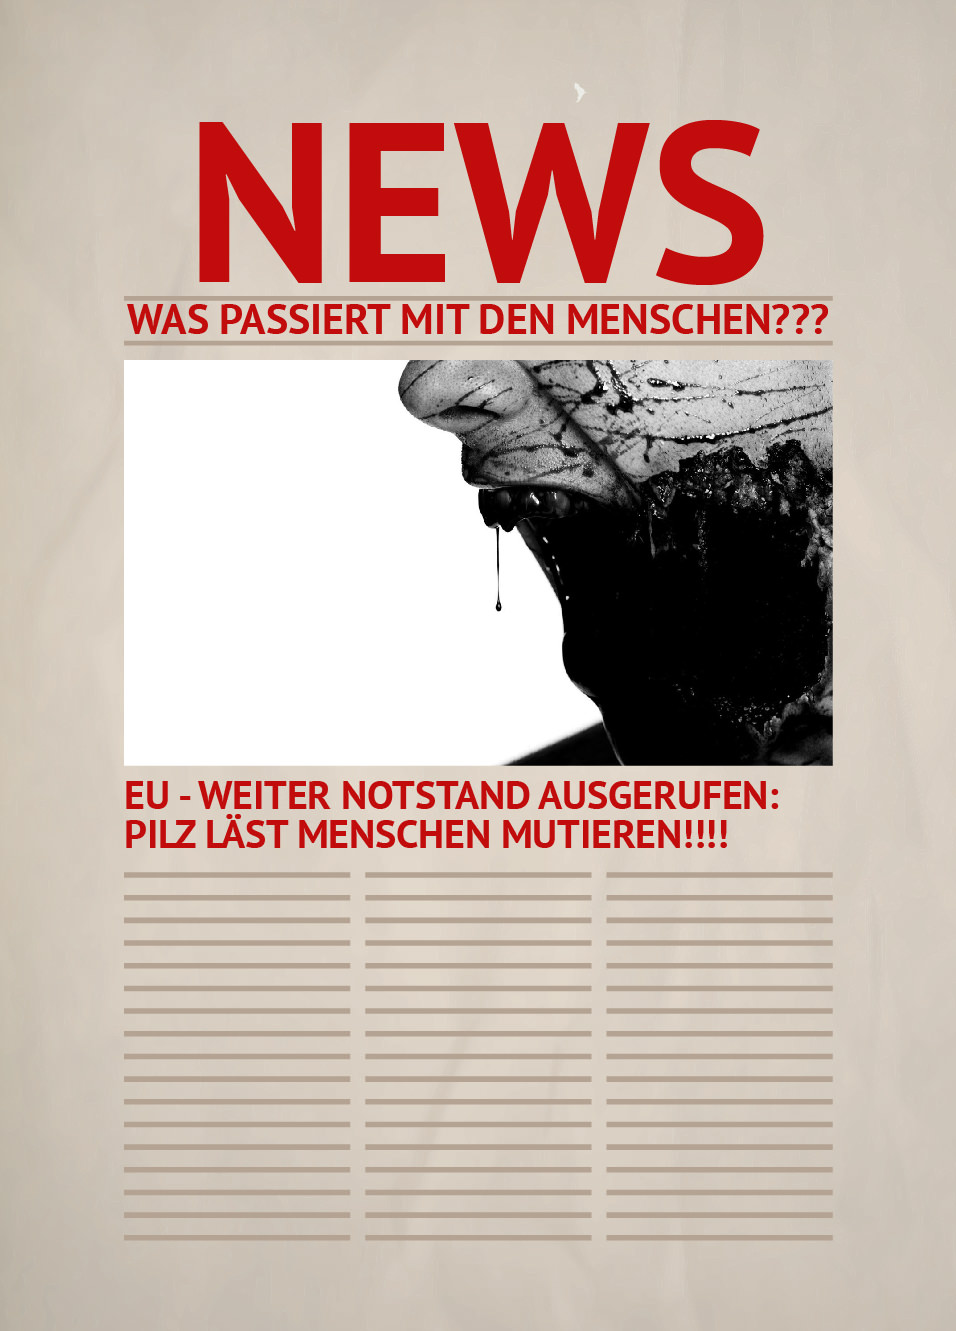 NEWS
WAS PASSIERT MIT DEN MENSCHEN???
EU - WEITER NOTSTAND AUSGERUFEN:
PILZ LÄST MENSCHEN MUTIEREN!!!!